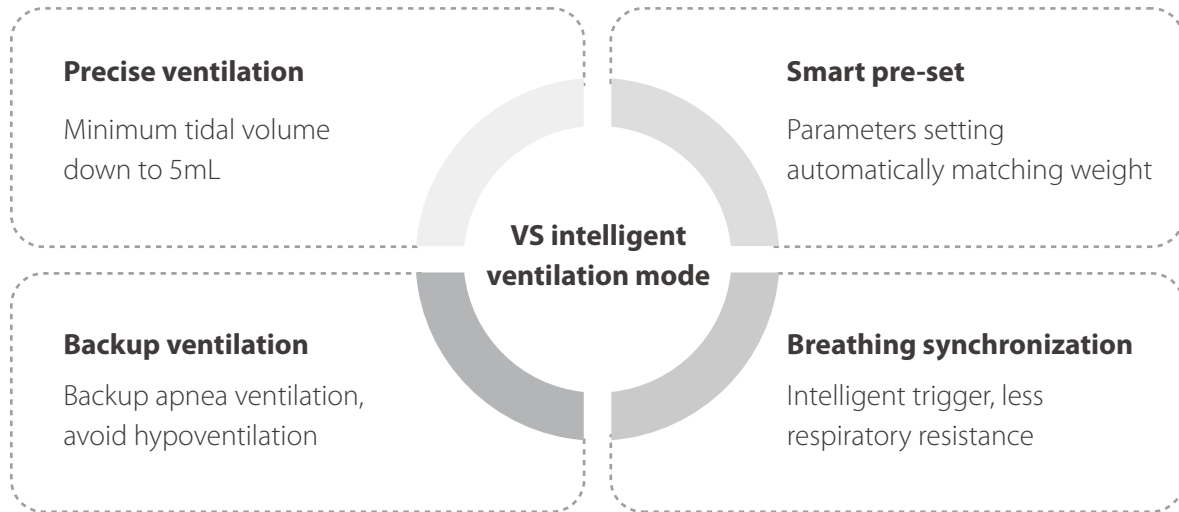 Precise ventilation
Minimum tidal volume
down to 5mL
Smart pre-set
Parameters setting
automatically matching weight
VS intelligent
ventilation mode
Backup ventilation
Backup apnea ventilation,
avoid hypoventilation
Breathing synchronization
Intelligent trigger, less
respiratory resistance